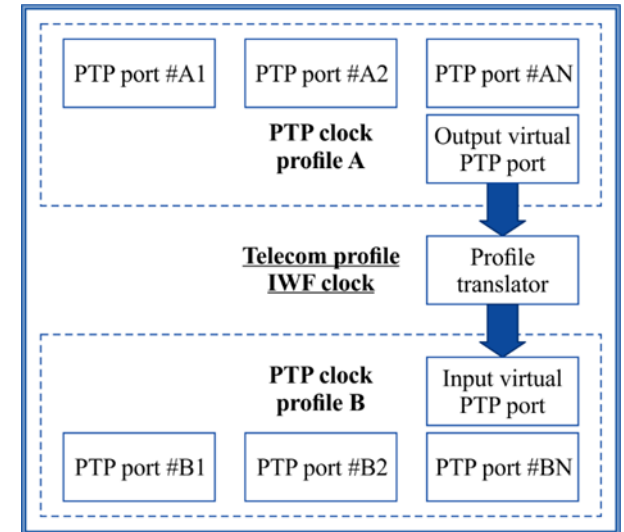 PTP port #A1
PTP port #A2
PTP port #AN
PTP clock
profile A
Output virtual
PTP port
Telecom profile
IWF clock
Profile
translator
PTP clock
profile B
Input virtual
PTP port
PTP port #B1
PTP port #B2
PTP port #BN